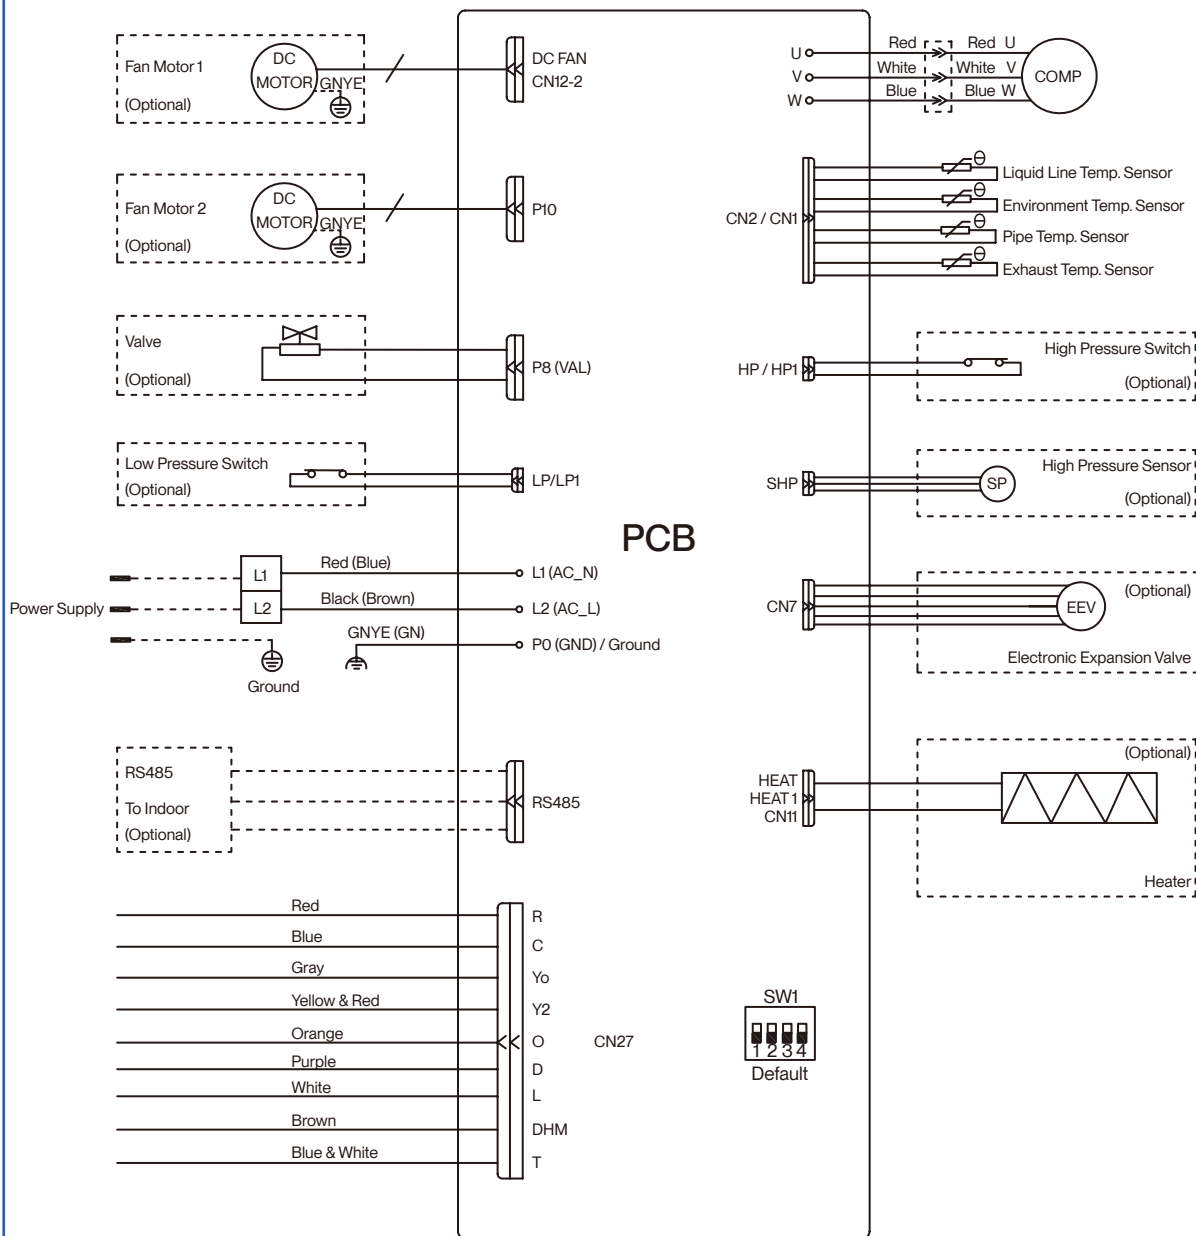 Fan Motor 1
(Optional)
DC
MOTOR
GNYE
DC FAN
CN12-2
Fan Motor 2
(Optional)
DC
MOTOR
GNYE
P10
Valve
(Optional)
P8 (VAL)
Low Pressure Switch
(Optional)
LP/LP1
Power Supply
L1
L2
Red (Blue)
Black (Brown)
GNYE (GN)
Ground
L1 (AC_N)
L2 (AC_L)
P0 (GND) / Ground
RS485
To Indoor
(Optional)
RS485
Red
R
Blue
C
Gray
Yo
Yellow & Red
Y2
Orange
O
CN27
Purple
D
White
L
Brown
DHM
Blue & White
T
PCB
U
Red
Red U
V
White
White V
W
Blue
Blue W
COMP
CN2 / CN1
θ
Liquid Line Temp. Sensor
θ
Environment Temp. Sensor
θ
Pipe Temp. Sensor
θ
Exhaust Temp. Sensor
HP / HP1
High Pressure Switch
(Optional)
SHP
SP
High Pressure Sensor
(Optional)
CN7
EEV
(Optional)
Electronic Expansion Valve
HEAT
HEAT 1
CN11
(Optional)
Heater
SW1
1 2 3 4
Default